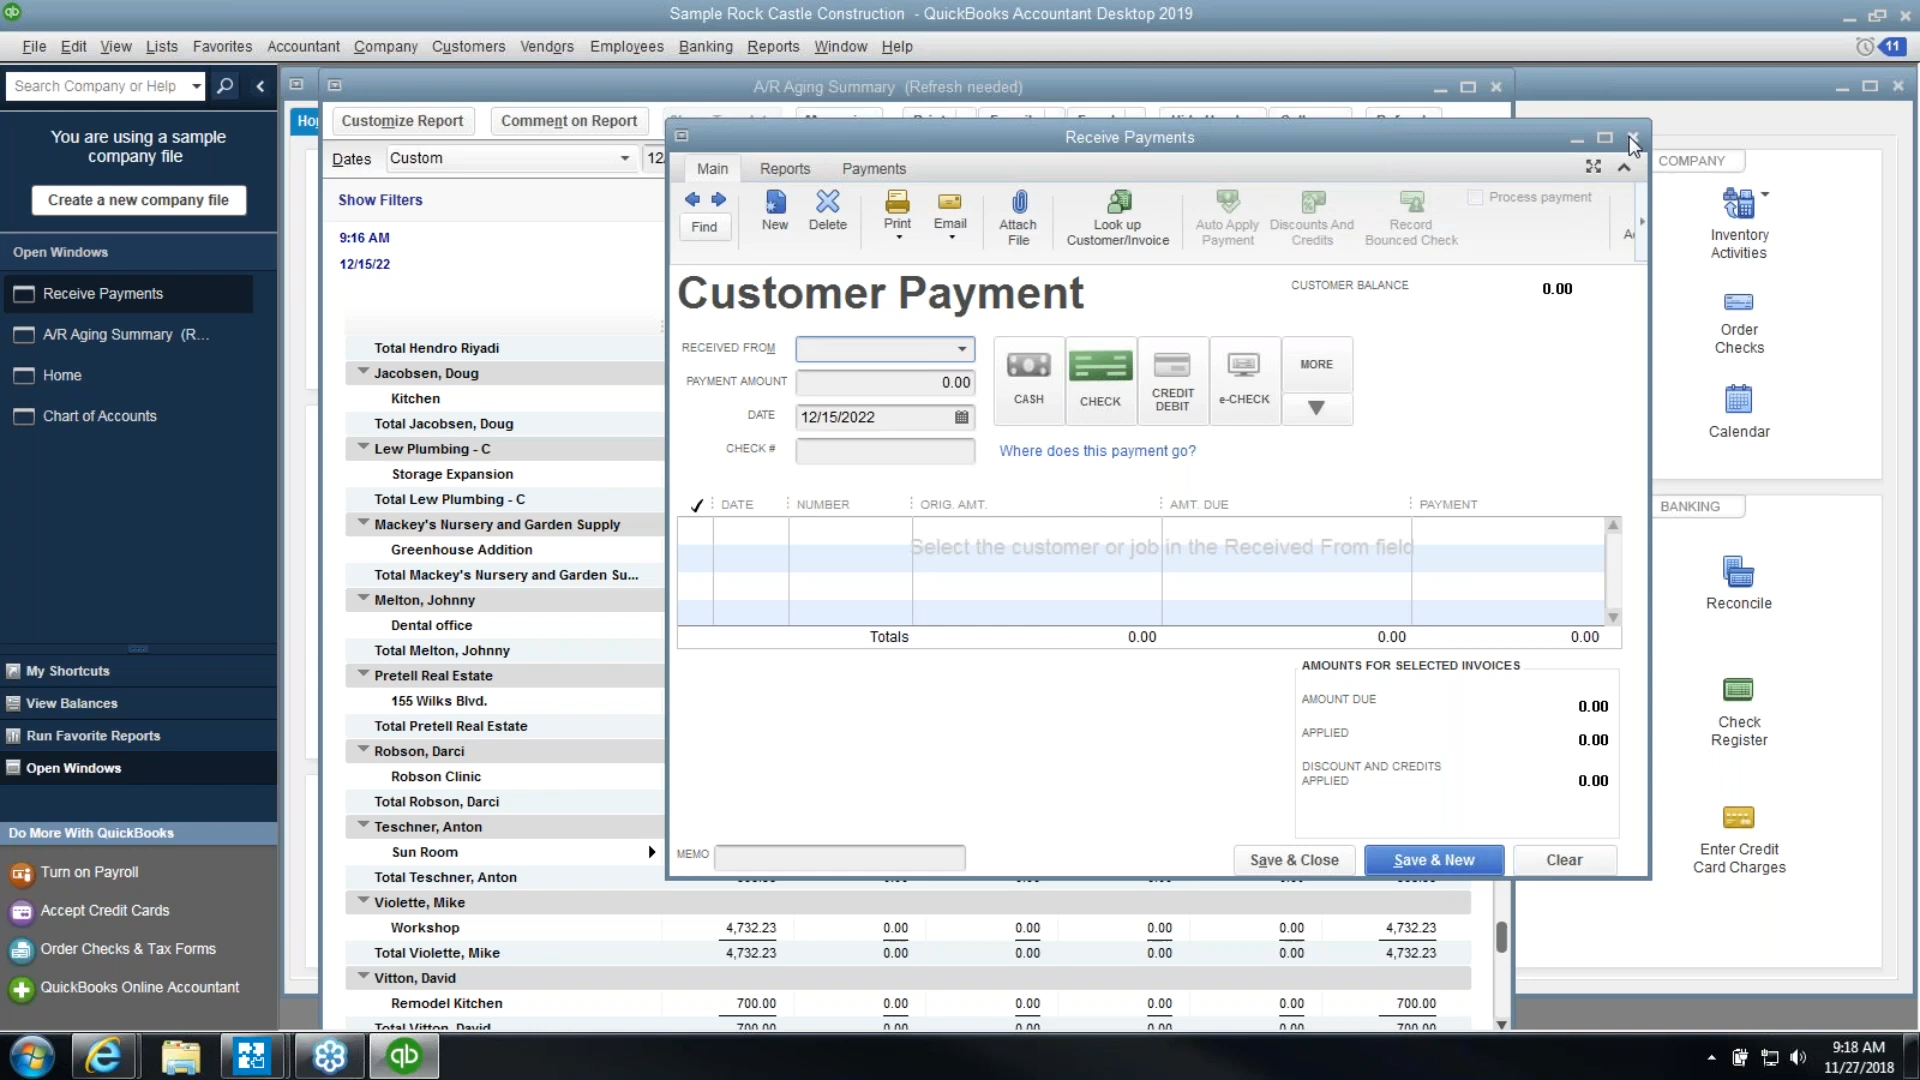 Sample Rock Castle Construction - QuickBooks Accountant Desktop 2019
File Edit View Lists Favorites Accountant Company Customers Vendors Employees Banking Reports Window Help
11
Search Company or Help
You are using a sample
company file
Create a new company file
Open Windows
Receive Payments
A/R Aging Summary (R...
Home
Chart of Accounts
My Shortcuts
View Balances
Run Favorite Reports
Open Windows
Do More With QuickBooks
Turn on Payroll
Accept Credit Cards
Order Checks & Tax Forms
QuickBooks Online Accountant
A/R Aging Summary (Refresh needed)
Customize Report
Comment on Report
Dates
Custom
12
Show Filters
9:16 AM
12/15/22
Total Hendro Riyadi
Jacobsen, Doug
Kitchen
Total Jacobsen, Doug
Lew Plumbing - C
Storage Expansion
Total Lew Plumbing - C
Mackey's Nursery and Garden Supply
Greenhouse Addition
Total Mackey's Nursery and Garden Su...
Melton, Johnny
Dental office
Total Melton, Johnny
Pretell Real Estate
155 Wilks Blvd.
Total Pretell Real Estate
Robson, Darci
Robson Clinic
Total Robson, Darci
Teschner, Anton
Sun Room
Total Teschner, Anton
Violette, Mike
Workshop 4,732.23 0.00 0.00 0.00 0.00 4,732.23
Total Violette, Mike 4,732.23 0.00 0.00 0.00 0.00 4,732.23
Vitton, David
Remodel Kitchen 700.00 0.00 0.00 0.00 0.00 700.00
Total Vitton, David 700.00 0.00 0.00 0.00 0.00 700.00
Receive Payments
Main Reports Payments
Find
New
Delete
Print
Email
Attach
File
Look up
Customer/Invoice
Auto Apply
Payment
Discounts And
Credits
Record
Bounced Check
Process payment
Customer Payment
CUSTOMER BALANCE 0.00
RECEIVED FROM
PAYMENT AMOUNT 0.00
DATE 12/15/2022
CHECK #
CASH
CHECK
CREDIT
DEBIT
e-CHECK
MORE
Where does this payment go?
DATE NUMBER ORIG. AMT. AMT. DUE PAYMENT
Select the customer or job in the Received From field
Totals 0.00 0.00 0.00
AMOUNTS FOR SELECTED INVOICES
AMOUNT DUE 0.00
APPLIED 0.00
DISCOUNT AND CREDITS
APPLIED 0.00
MEMO
Save & Close
Save & New
Clear
COMPANY
Inventory
Activities
Order
Checks
Calendar
BANKING
Reconcile
Check
Register
Enter Credit
Card Charges
qb
9:18 AM
11/27/2018